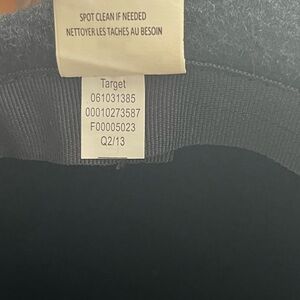 SPOT CLEAN IF NEEDED
NETTOYER LES TACHES AU BESOIN
Target
061031385
00010273587
F00005023
Q2/13